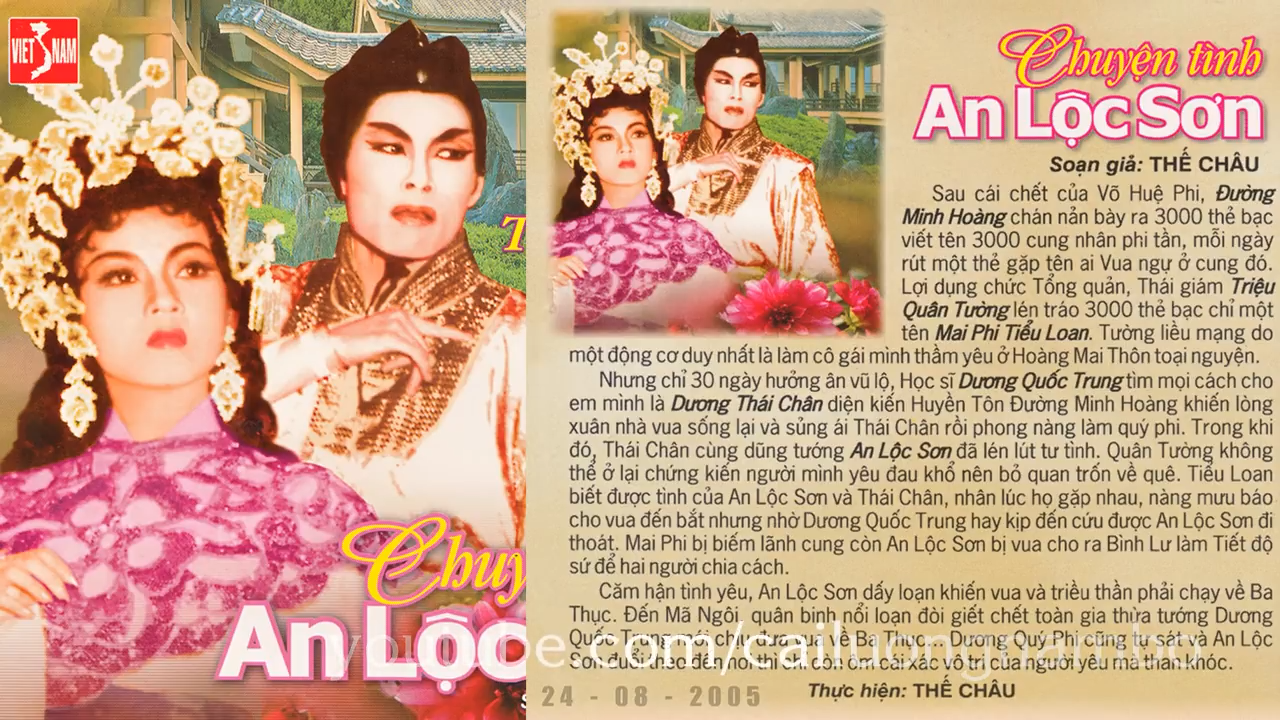 VIỆT NAM
T
Chuy
An Lộc
S
Chuyện tình
An Lộc Sơn
Soạn giả: THẾ CHÂU
Sau cái chết của Võ Huệ Phi, Đường
Minh Hoàng chán nản bày ra 3000 thẻ bạc
viết tên 3000 cung nhân phi tần, mỗi ngày
rút một thẻ gặp tên ai Vua ngự ở cung đó.
Lợi dụng chức Tổng quản, Thái giám Triệu
Quân Tường lén tráo 3000 thẻ bạc chỉ một
tên Mai Phi Tiểu Loan. Tường liều mạng do
một động cơ duy nhất là làm cô gái mình thầm yêu ở Hoàng Mai Thôn toại nguyện.
Nhưng chỉ 30 ngày hưởng ân vũ lộ, Học sĩ Dương Quốc Trung tìm mọi cách cho
em mình là Dương Thái Chân diện kiến Huyền Tôn Đường Minh Hoàng khiến lòng
xuân nhà vua sống lại và sủng ái Thái Chân rồi phong nàng làm quý phi. Trong khi
đó, Thái Chân cùng dũng tướng An Lộc Sơn đã lén lút tư tình. Quân Tường không
thể ở lại chứng kiến người mình yêu đau khổ nên bỏ quan trốn về quê. Tiểu Loan
biết được tình của An Lộc Sơn và Thái Chân, nhân lúc họ gặp nhau, nàng mưu báo
cho vua đến bắt nhưng nhờ Dương Quốc Trung hay kịp đến cứu được An Lộc Sơn đi
thoát. Mai Phi bị biếm lãnh cung còn An Lộc Sơn bị vua cho ra Bình Lư làm Tiết độ
sứ để hai người chia cách.
Căm hận tình yêu, An Lộc Sơn dấy loạn khiến vua và triều thần phải chạy về Ba
Thục. Đến Mã Ngôi, quân binh nổi loạn đòi giết chết toàn gia thừa tướng Dương
Quốc Trung mới chịu đưa vua về Ba Thục. Dương Quý Phi cũng tự sát và An Lộc
Sơn đuổi theo đến nơi thì chỉ còn ôm cái xác vô tri của người yêu mà than khóc.
youtube.com/cailuongnambo
Thực hiện: THẾ CHÂU
24 - 08 - 2005